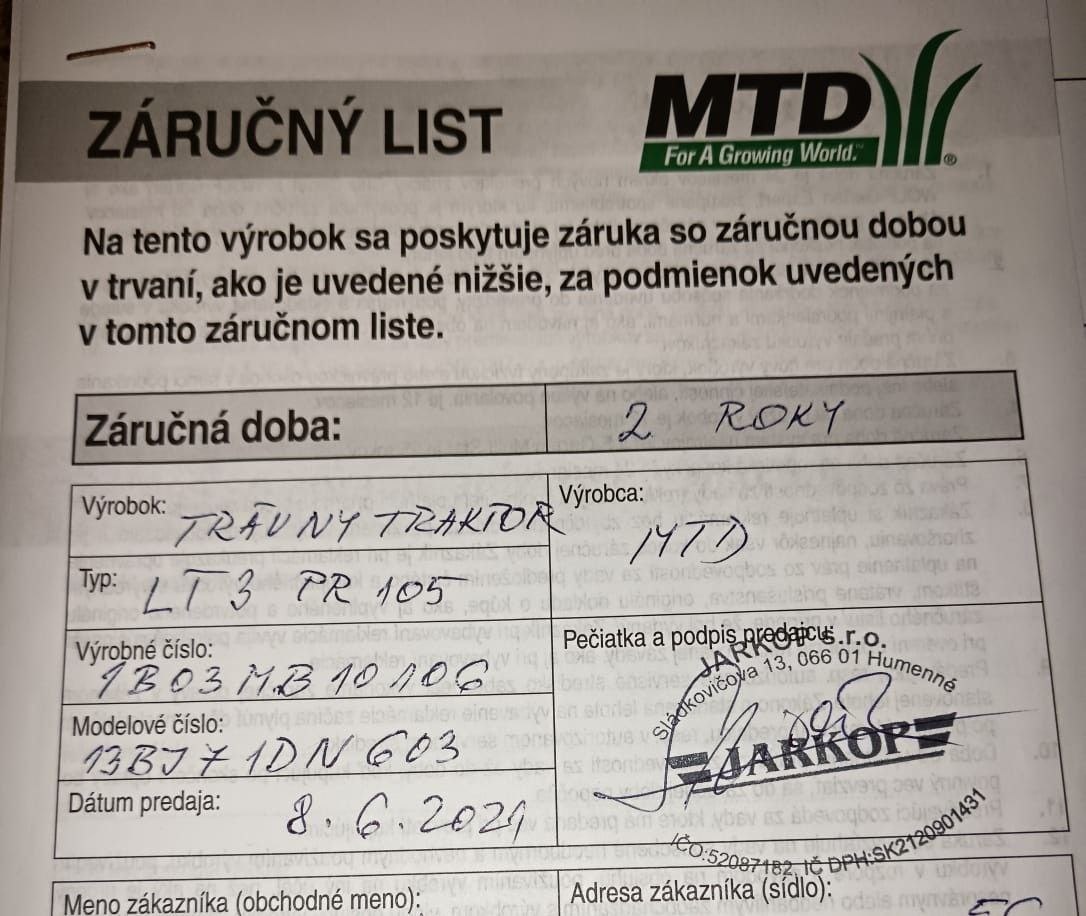 ZÁRUČNÝ LIST
MTD
For A Growing World.™
®
Na tento výrobok sa poskytuje záruka so záručnou dobou
v trvaní, ako je uvedené nižšie, za podmienok uvedených
v tomto záručnom liste.
Záručná doba: 2 ROKY
Výrobok: TRÁVNY TRAKTOR
Výrobca: MTD
Typ: LT 3 PR 105
Výrobné číslo:
1B03MB10106
Modelové číslo:
13BJ71DN603
Dátum predaja: 8.6.2021
Pečiatka a podpis predajcu:
JARKOP s.r.o.
Sládkovičova 13, 066 01 Humenné
JARKOP
IČO:52087182, IČ DPH:SK2120901431
Meno zákazníka (obchodné meno):
Adresa zákazníka (sídlo):